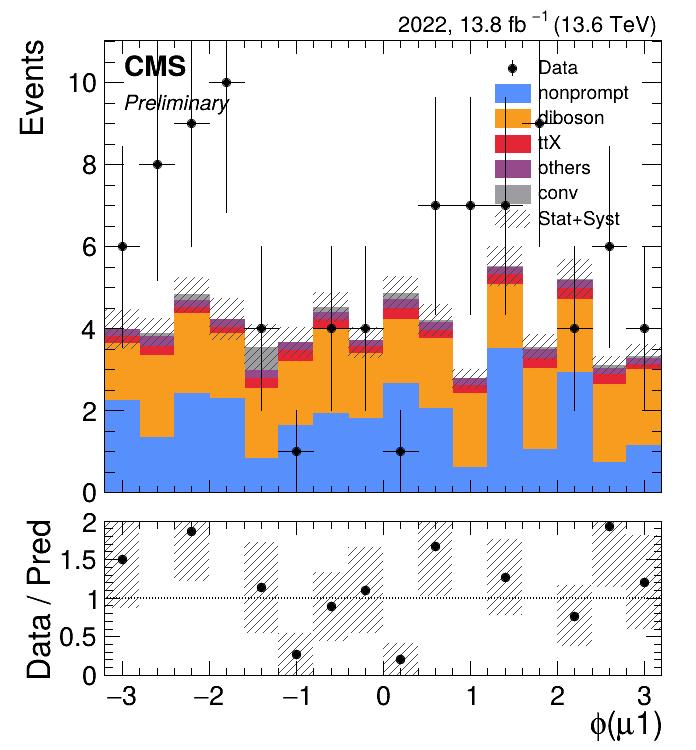 2022, 13.8 fb⁻¹ (13.6 TeV)
Events
CMS
Preliminary
Data
nonprompt
diboson
ttX
others
conv
Stat+Syst
10
8
6
4
2
0
Data / Pred
2
1.5
1
0.5
0
−3 −2 −1 0 1 2 3
ϕ(μ1)